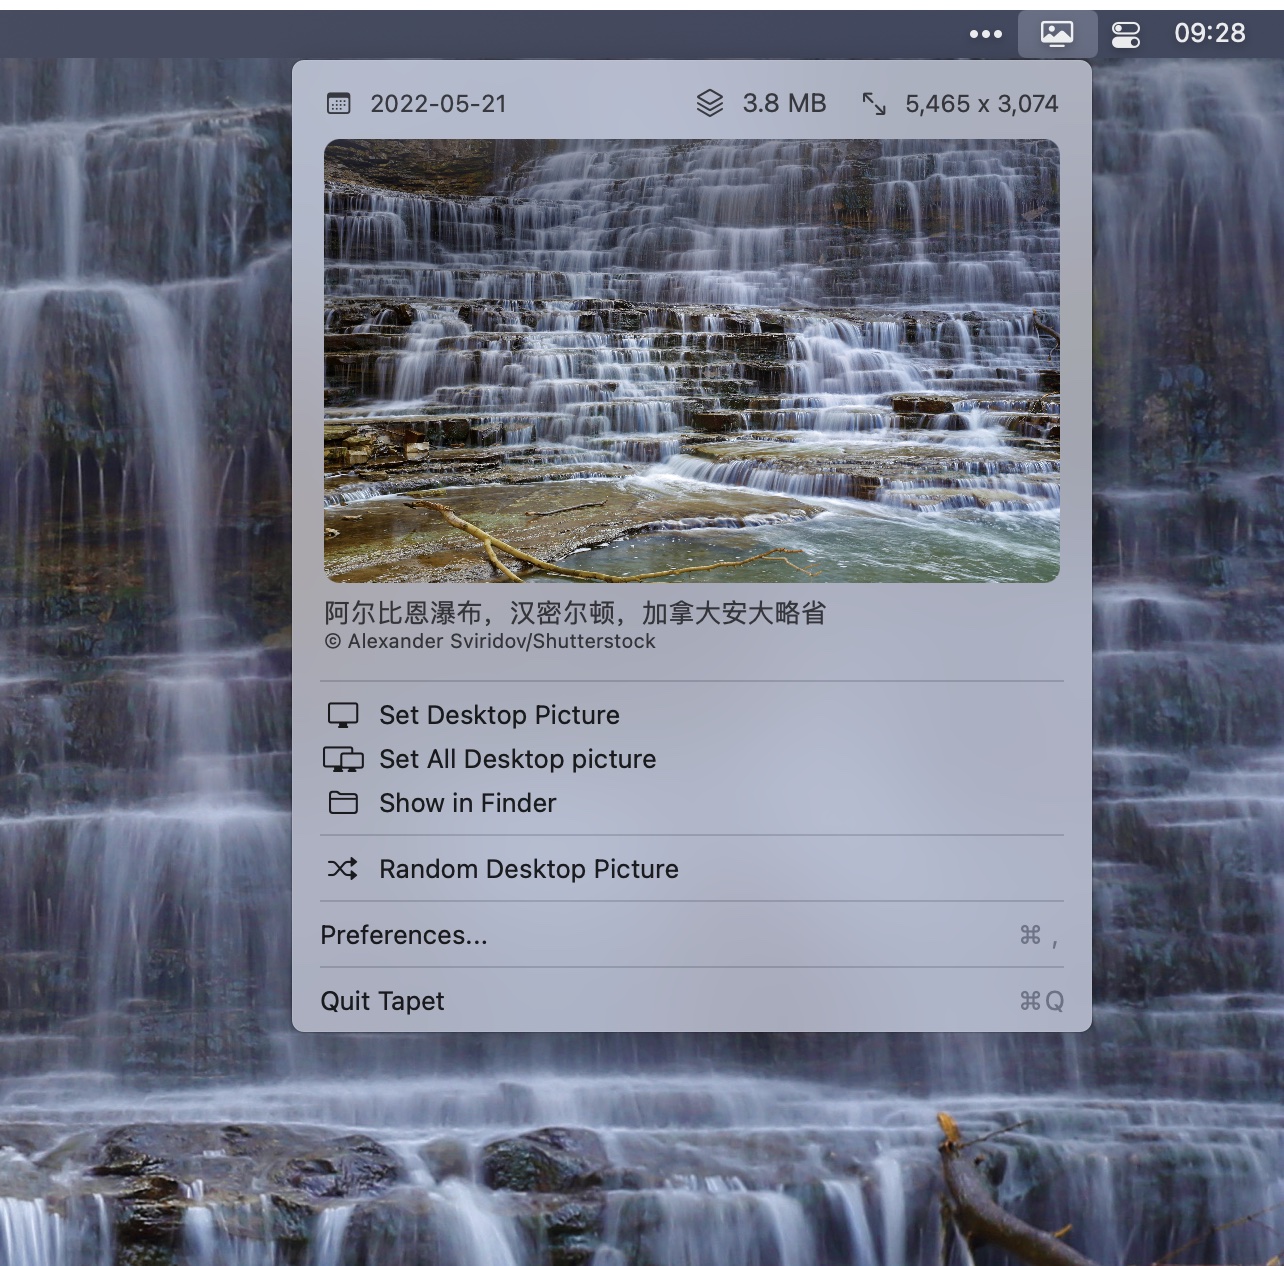 09:28
2022-05-21 3.8 MB 5,465 x 3,074
阿尔比恩瀑布，汉密尔顿，加拿大安大略省
© Alexander Sviridov/Shutterstock
Set Desktop Picture
Set All Desktop picture
Show in Finder
Random Desktop Picture
Preferences... ⌘ ,
Quit Tapet ⌘Q